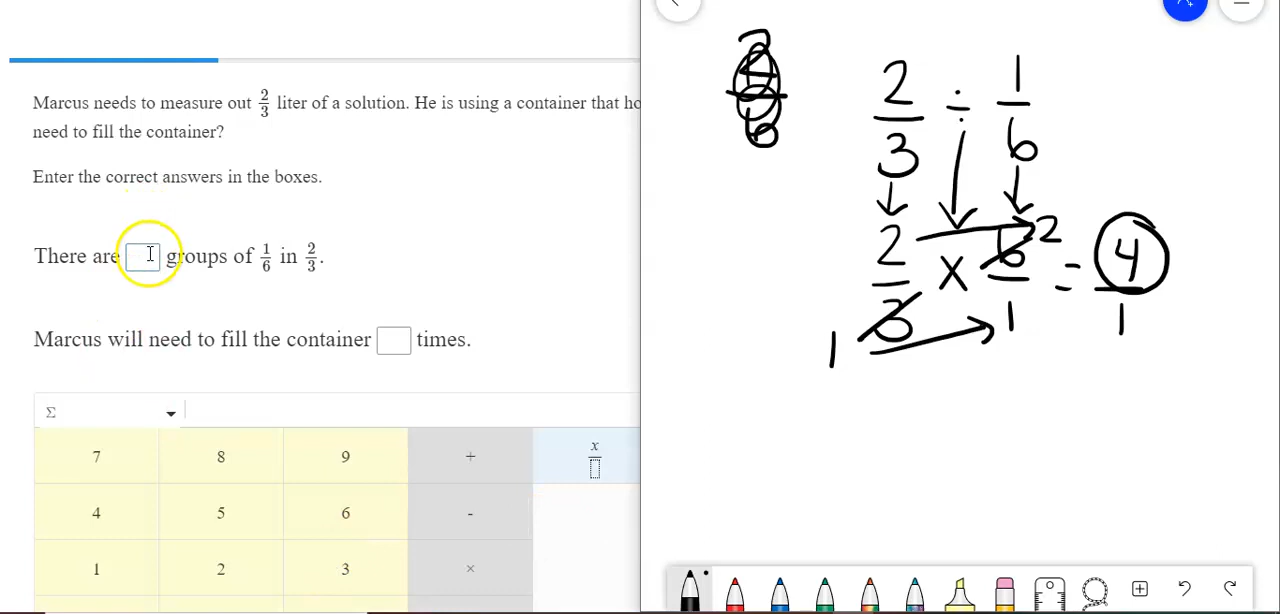 Marcus needs to measure out 2/3 liter of a solution. He is using a container that ho
need to fill the container?
Enter the correct answers in the boxes.
There are groups of 1/6 in 2/3.
Marcus will need to fill the container times.
Σ
7 8 9 + x/
4 5 6 -
1 2 3 ×
2/3 ÷ 1/6
2/3 x 6/1 = 4/1
2
1